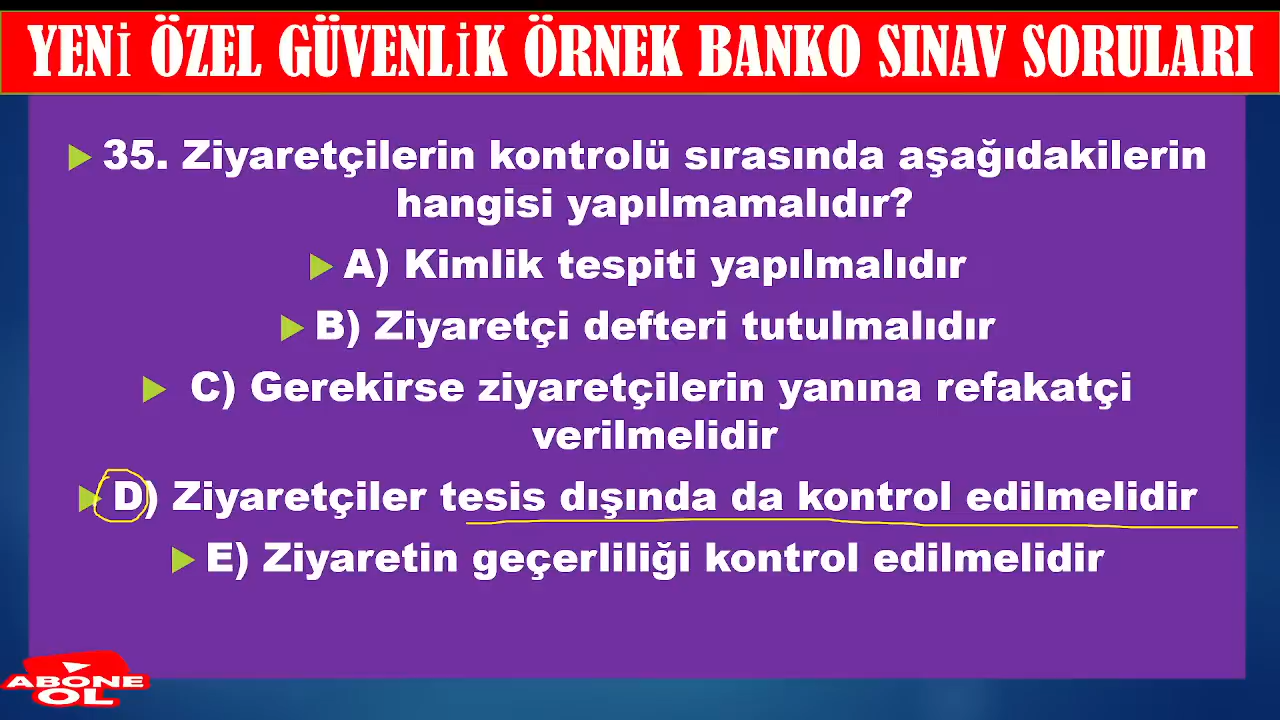 YENİ ÖZEL GÜVENLİK ÖRNEK BANKO SINAV SORULARI
35. Ziyaretçilerin kontrolü sırasında aşağıdakilerin
hangisi yapılmamalıdır?
A) Kimlik tespiti yapılmalıdır
B) Ziyaretçi defteri tutulmalıdır
C) Gerekirse ziyaretçilerin yanına refakatçi
verilmelidir
D) Ziyaretçiler tesis dışında da kontrol edilmelidir
E) Ziyaretin geçerliliği kontrol edilmelidir
ABONE
OL